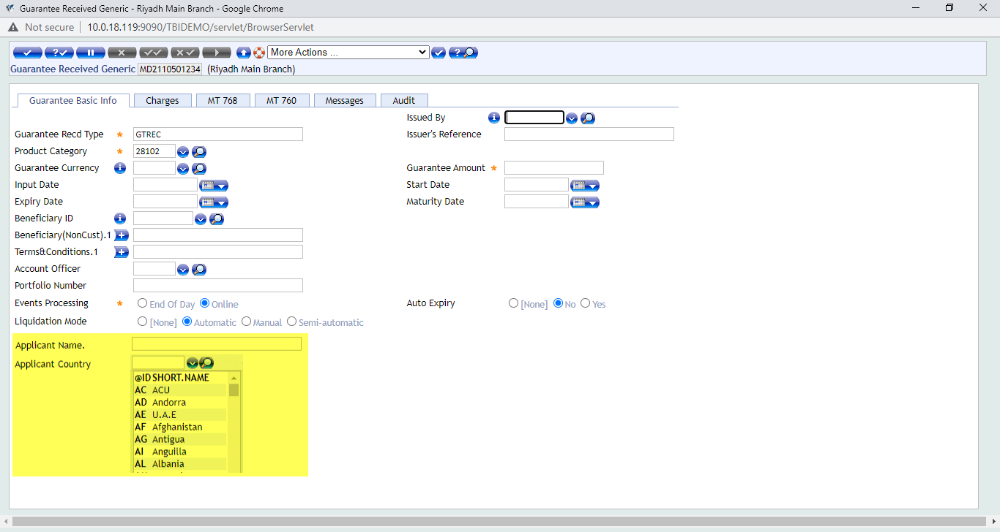 Guarantee Received Generic - Riyadh Main Branch - Google Chrome
Not secure 10.0.18.119:9090/TBIDEMO/servlet/BrowserServlet
More Actions ...
Guarantee Received Generic MD2110501234 (Riyadh Main Branch)
Guarantee Basic Info Charges MT 768 MT 760 Messages Audit
Issued By
Guarantee Recd Type * GTREC Issuer's Reference
Product Category * 28102
Guarantee Currency Guarantee Amount *
Input Date Start Date
Expiry Date Maturity Date
Beneficiary ID
Beneficiary(NonCust).1
Terms&Conditions.1
Account Officer
Portfolio Number
Events Processing * End Of Day Online Auto Expiry [None] No Yes
Liquidation Mode [None] Automatic Manual Semi-automatic
Applicant Name.
Applicant Country
@ID SHORT.NAME
AC ACU
AD Andorra
AE U.A.E
AF Afghanistan
AG Antigua
AI Anguilla
AL Albania